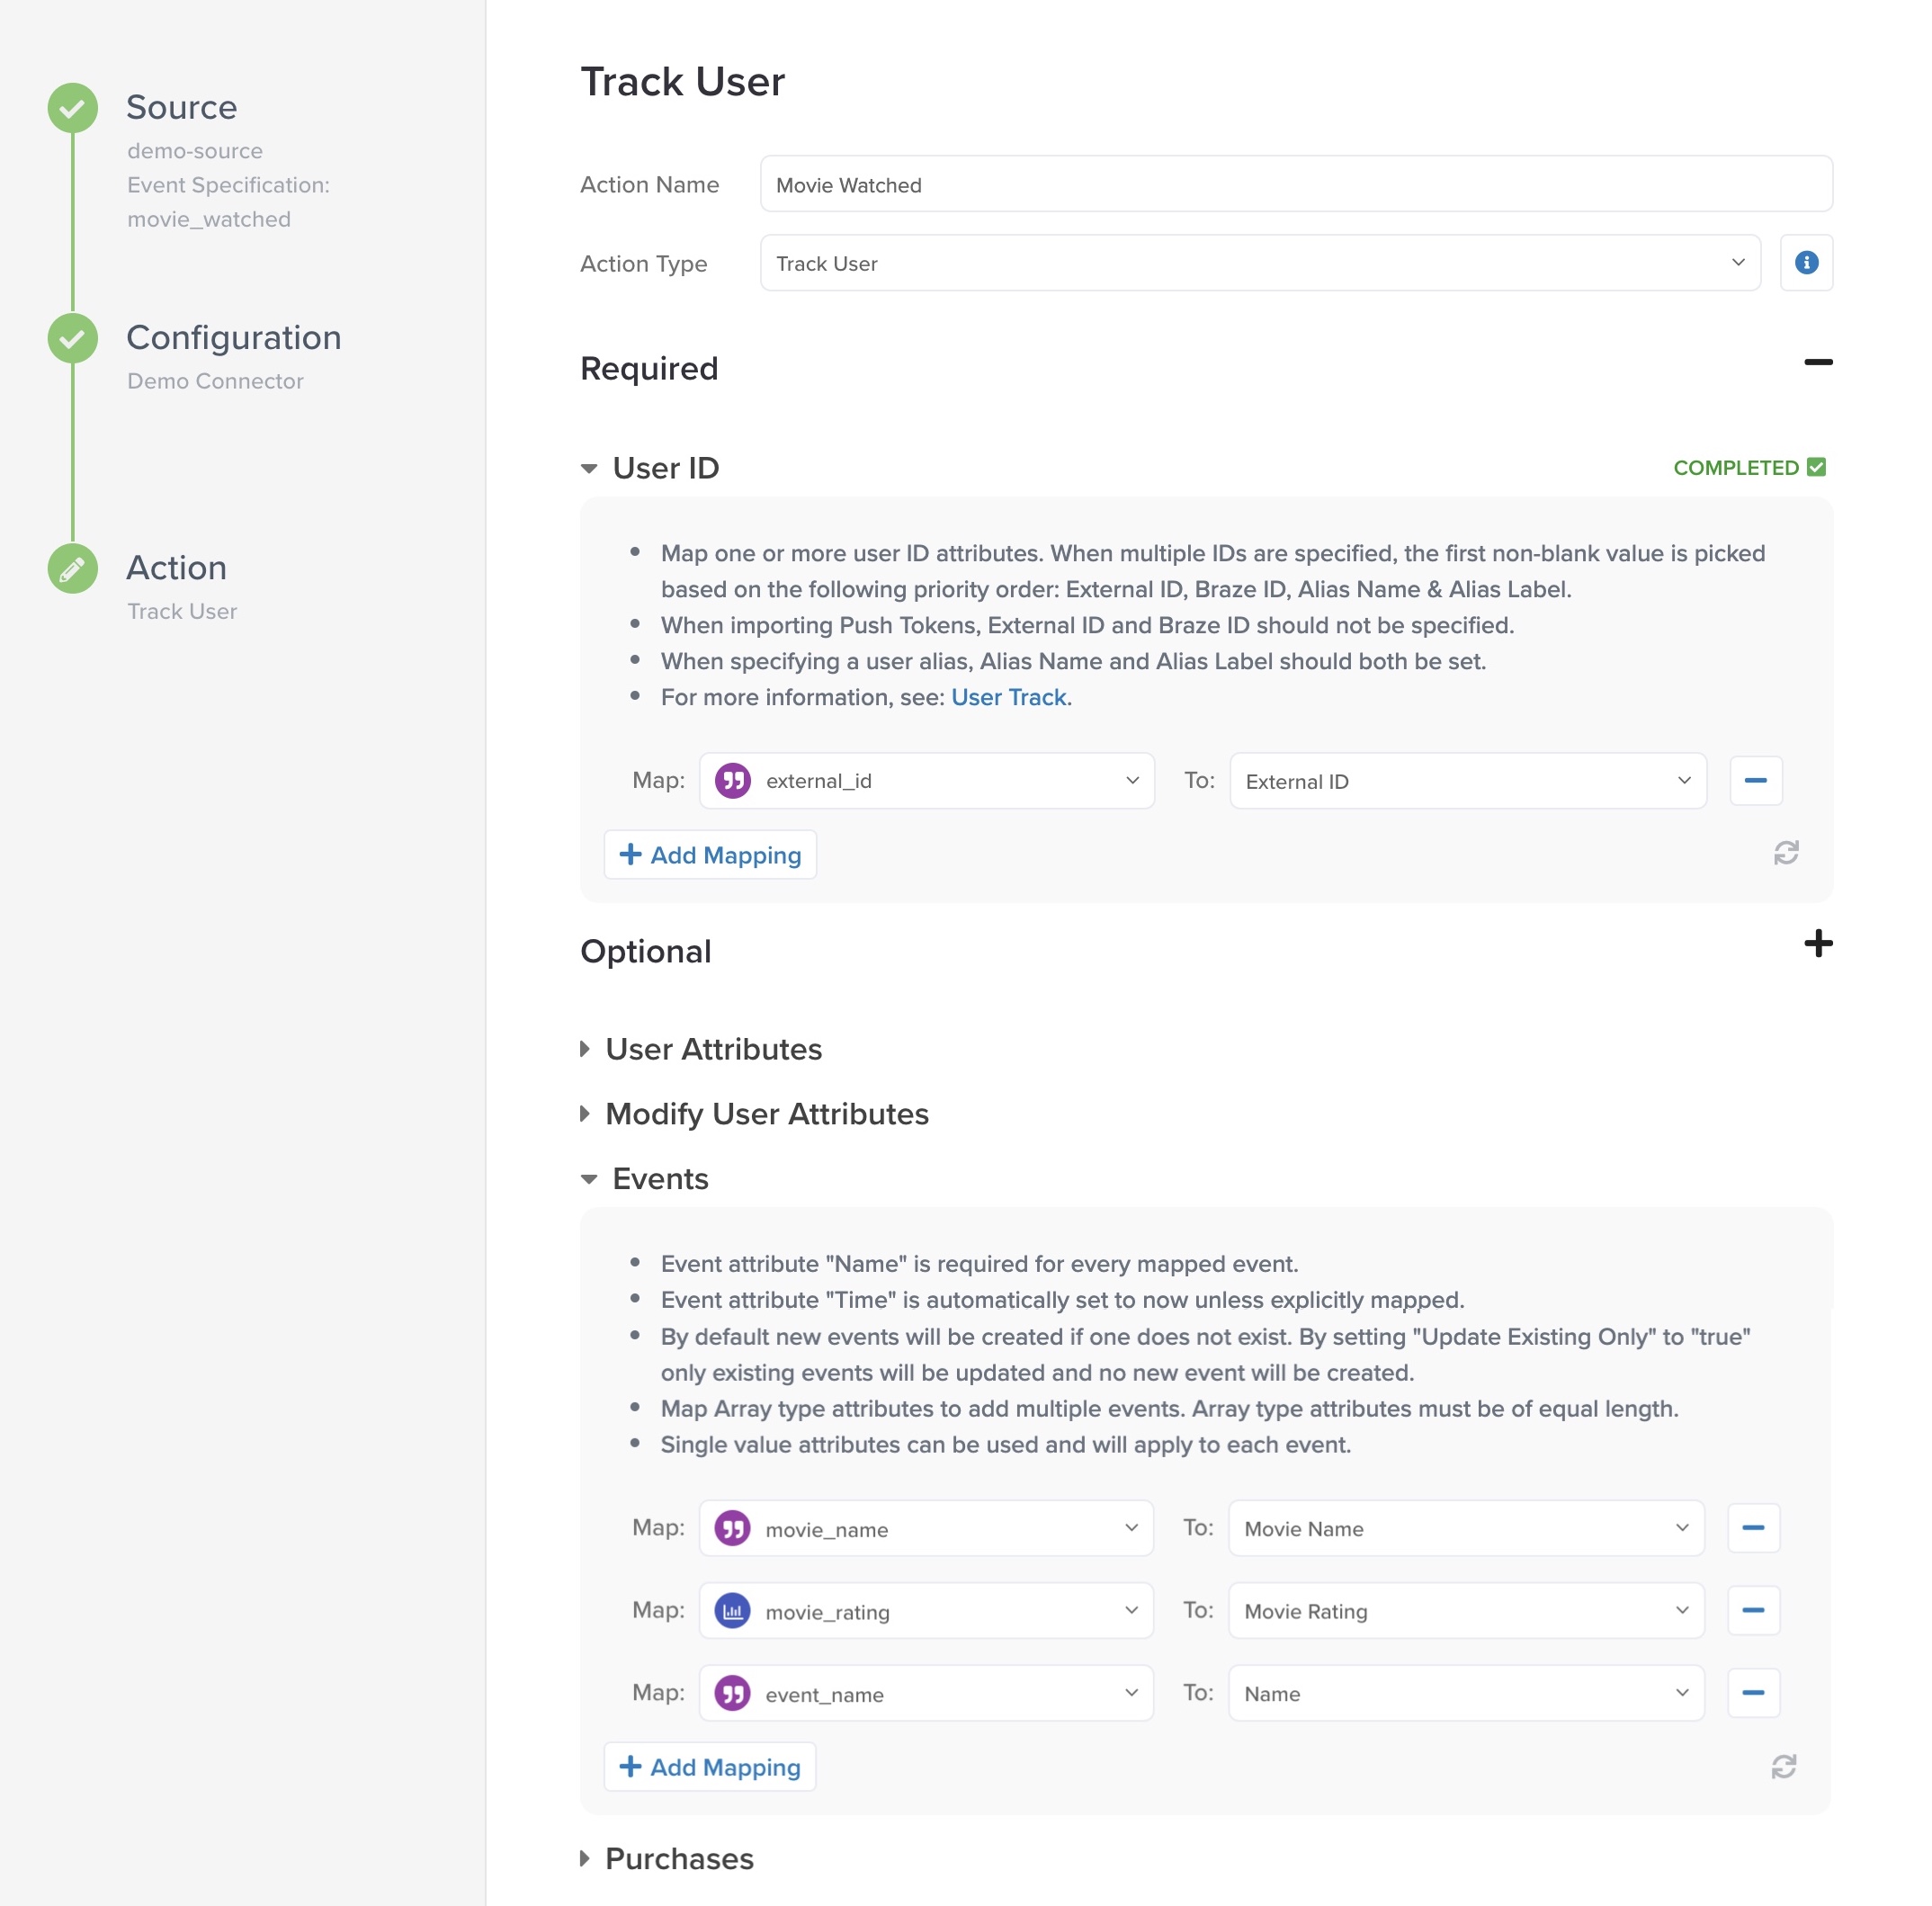 Source
demo-source
Event Specification:
movie_watched
Configuration
Demo Connector
Action
Track User
Track User
Action Name
Movie Watched
Action Type
Track User
Required
User ID
COMPLETED
Map one or more user ID attributes. When multiple IDs are specified, the first non-blank value is picked
based on the following priority order: External ID, Braze ID, Alias Name & Alias Label.
When importing Push Tokens, External ID and Braze ID should not be specified.
When specifying a user alias, Alias Name and Alias Label should both be set.
For more information, see: User Track.
Map: external_id To: External ID
Add Mapping
Optional
User Attributes
Modify User Attributes
Events
Event attribute "Name" is required for every mapped event.
Event attribute "Time" is automatically set to now unless explicitly mapped.
By default new events will be created if one does not exist. By setting "Update Existing Only" to "true"
only existing events will be updated and no new event will be created.
Map Array type attributes to add multiple events. Array type attributes must be of equal length.
Single value attributes can be used and will apply to each event.
Map: movie_name To: Movie Name
Map: movie_rating To: Movie Rating
Map: event_name To: Name
Add Mapping
Purchases